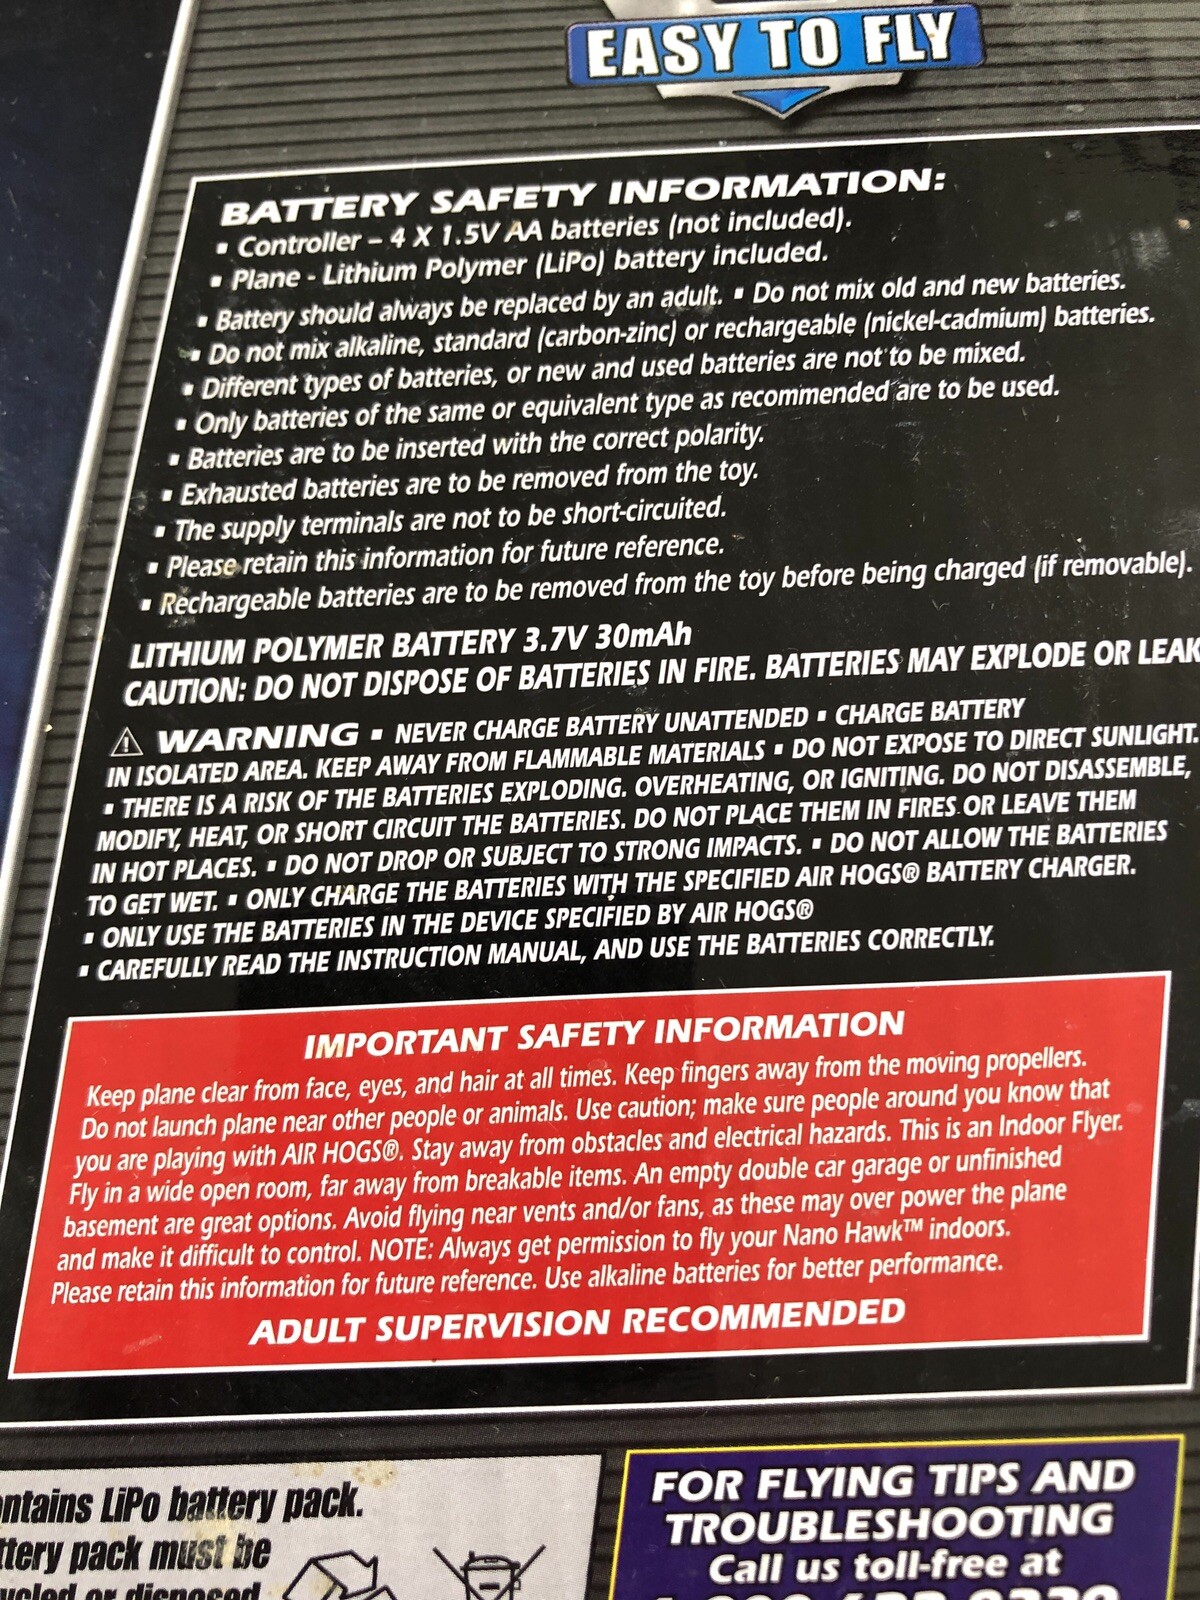 EASY TO FLY
BATTERY SAFETY INFORMATION:
▪ Controller – 4 X 1.5V AA batteries (not included).
▪ Plane - Lithium Polymer (LiPo) battery included.
▪ Battery should always be replaced by an adult. ▪ Do not mix old and new batteries.
▪ Do not mix alkaline, standard (carbon-zinc) or rechargeable (nickel-cadmium) batteries.
▪ Different types of batteries, or new and used batteries are not to be mixed.
▪ Only batteries of the same or equivalent type as recommended are to be used.
▪ Batteries are to be inserted with the correct polarity.
▪ Exhausted batteries are to be removed from the toy.
▪ The supply terminals are not to be short-circuited.
▪ Please retain this information for future reference.
▪ Rechargeable batteries are to be removed from the toy before being charged (if removable).
LITHIUM POLYMER BATTERY 3.7V 30mAh
CAUTION: DO NOT DISPOSE OF BATTERIES IN FIRE. BATTERIES MAY EXPLODE OR LEAK
⚠ WARNING ▪ NEVER CHARGE BATTERY UNATTENDED ▪ CHARGE BATTERY
IN ISOLATED AREA. KEEP AWAY FROM FLAMMABLE MATERIALS ▪ DO NOT EXPOSE TO DIRECT SUNLIGHT.
▪ THERE IS A RISK OF THE BATTERIES EXPLODING. OVERHEATING, OR IGNITING. DO NOT DISASSEMBLE,
MODIFY, HEAT, OR SHORT CIRCUIT THE BATTERIES. DO NOT PLACE THEM IN FIRES OR LEAVE THEM
IN HOT PLACES. ▪ DO NOT DROP OR SUBJECT TO STRONG IMPACTS. ▪ DO NOT ALLOW THE BATTERIES
TO GET WET. ▪ ONLY CHARGE THE BATTERIES WITH THE SPECIFIED AIR HOGS® BATTERY CHARGER.
▪ ONLY USE THE BATTERIES IN THE DEVICE SPECIFIED BY AIR HOGS®
▪ CAREFULLY READ THE INSTRUCTION MANUAL, AND USE THE BATTERIES CORRECTLY.
IMPORTANT SAFETY INFORMATION
Keep plane clear from face, eyes, and hair at all times. Keep fingers away from the moving propellers.
Do not launch plane near other people or animals. Use caution; make sure people around you know that
you are playing with AIR HOGS®. Stay away from obstacles and electrical hazards. This is an Indoor Flyer.
Fly in a wide open room, far away from breakable items. An empty double car garage or unfinished
basement are great options. Avoid flying near vents and/or fans, as these may over power the plane
and make it difficult to control. NOTE: Always get permission to fly your Nano Hawk™ indoors.
Please retain this information for future reference. Use alkaline batteries for better performance.
ADULT SUPERVISION RECOMMENDED
ntains LiPo battery pack.
ttery pack must be
ycled or disposed
FOR FLYING TIPS AND
TROUBLESHOOTING
Call us toll-free at